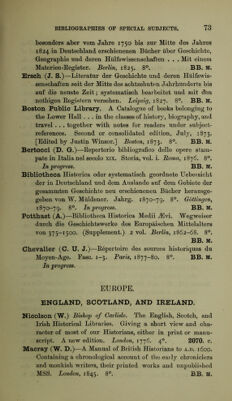 BIBLIOGRAPHIES OF SPECIAL SUBJECTS. 73
besonders aber vom Jahre 1750 bis zur Mitte des Jahres
1824 in Deutschland erschienenen Bücher über Geschichte,
Geographie und deren Hülfswissenschaften . . . Mit einem
Materien-Register. Berlin, 1825. 8°. BB. M.
Ersch (J. S.)—Literatur der Geschichte und deren Hülfswis-
senschaften seit der Mitte des achtzehnten Jahrhunderts bis
auf die neueste Zeit; systematisch bearbeitet und mit den
nöthigen Registern versehen. Leipzig, 1827. 8°. BB. M.
Boston Public Library. A Catalogue of books belonging to
the Lower Hall . . . in the classes of history, biography, and
travel . . . together with notes for readers under subject-
references. Second or consolidated edition, July, 1873.
[Edited by Justin Winsor.] Boston, 1873. 8°. BB. M.
Bertocci (D. G.)—Repertorio bibliografico delle opere stam-
pate in Italia nel secolo XIX. Storia, vol. i. Roma, 1876. 8°.
In progress. BB. M.
Bibliotheca Historica oder systematisch geordnete Uebersicht
der in Deutschland und dem Auslande auf dem Gebiete der
gesammten Geschichte neu erschienenen Bücher herausge-
geben von W. Müldener. Jahrg. 1870-79. 8°. Göttingen,
1870-79. 8°. In progress. BB. M.
Potthast (A.)—Bibliotheca Historica Medii Ævi. Wegweiser
durch die Geschichtswerke des Europäischen Mittelalters
von 375-1500. (Supplement.) 2 vol. Berlin, 1862-68. 8°.
BB. M.
Chevalier (C. U. J.)—Répertoire des sources historiques du
Moyen-Age. Fasc. 1-3. Paris, 1877-80. 8°. BB. M.
In progress.
EUROPE.
ENGLAND, SCOTLAND, AND IRELAND.
Nicolson (W.) Bishop of Carlisle. The English, Scotch, and
Irish Historical Libraries. Giving a short view and cha-
racter of most of our Historians, either in print or manu-
script. A new edition. London, 1776. 4°. 2070. c.
Macray (W. D.)—A Manual of British Historians to A.D. 1600.
Containing a chronological account of the early chroniclers
and monkish writers, their printed works and unpublished
MSS. London, 1845. 8°. BB. M.